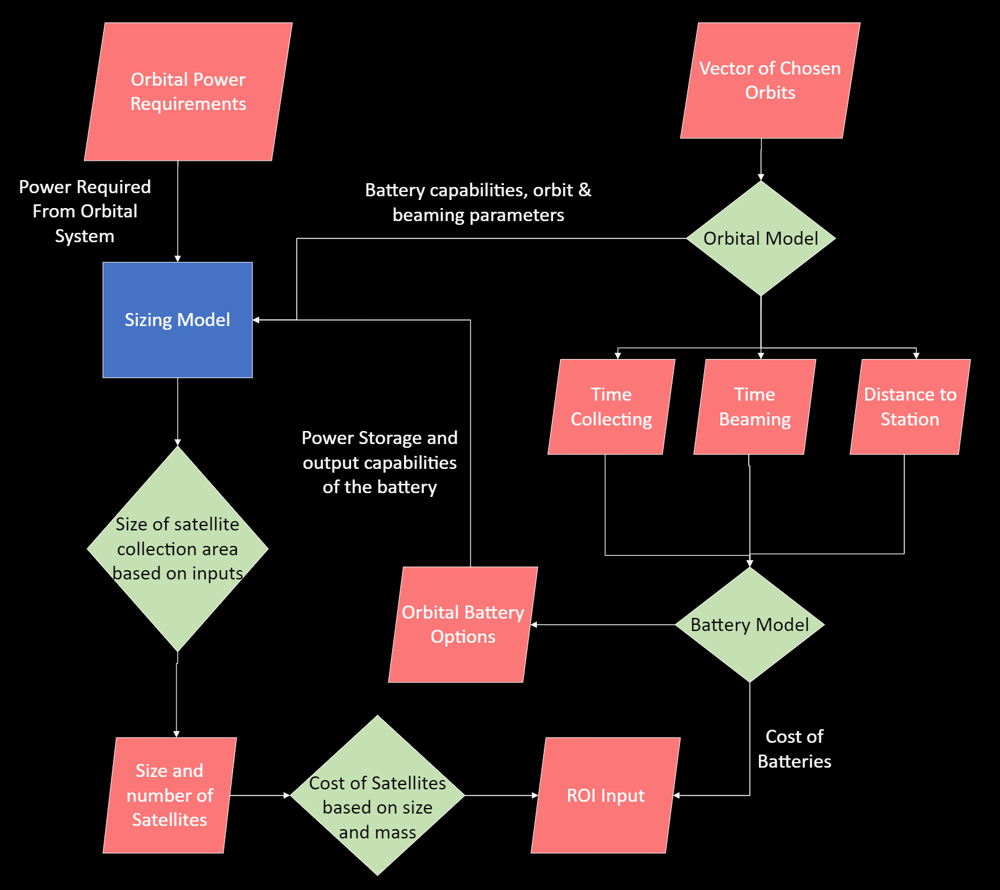 Orbital Power
Requirements
Vector of Chosen
Orbits
Power Required
From Orbital
System
Battery capabilities, orbit &
beaming parameters
Orbital Model
Sizing Model
Time
Collecting
Time
Beaming
Distance to
Station
Power Storage and
output capabilities
of the battery
Size of satellite
collection area
based on inputs
Orbital Battery
Options
Battery Model
Cost of
Batteries
Size and
number of
Satellites
Cost of Satellites
based on size
and mass
ROI Input